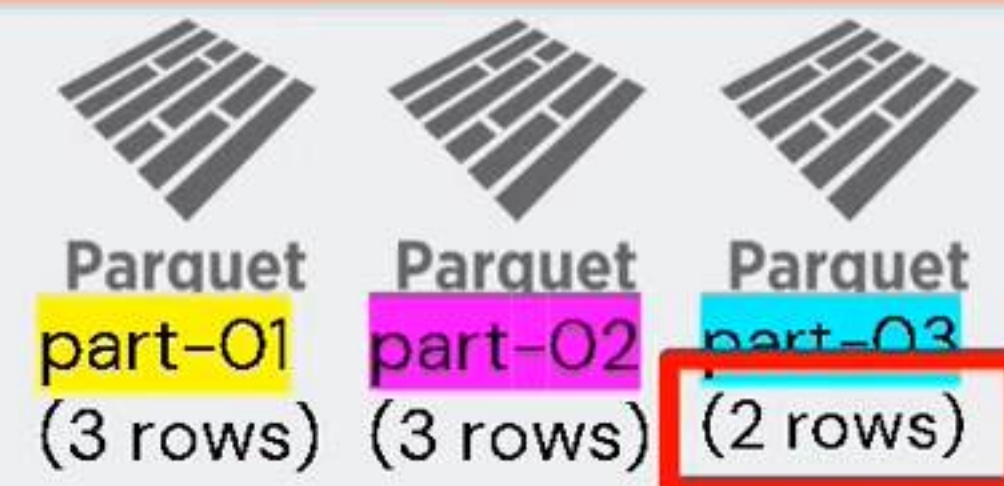 Parquet Parquet Parquet
part-01 part-02 part-03
(3 rows) (3 rows) (2 rows)